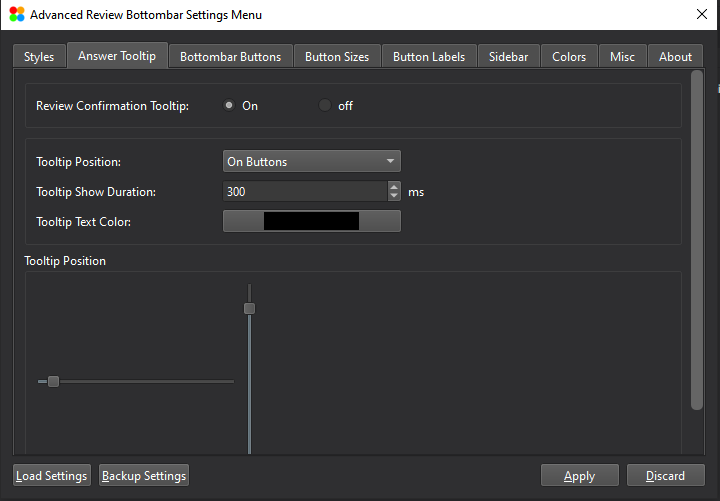 Advanced Review Bottombar Settings Menu
Styles Answer Tooltip Bottombar Buttons Button Sizes Button Labels Sidebar Colors Misc About
Review Confirmation Tooltip: On off
Tooltip Position: On Buttons
Tooltip Show Duration: 300 ms
Tooltip Text Color:
Tooltip Position
Load Settings Backup Settings Apply Discard